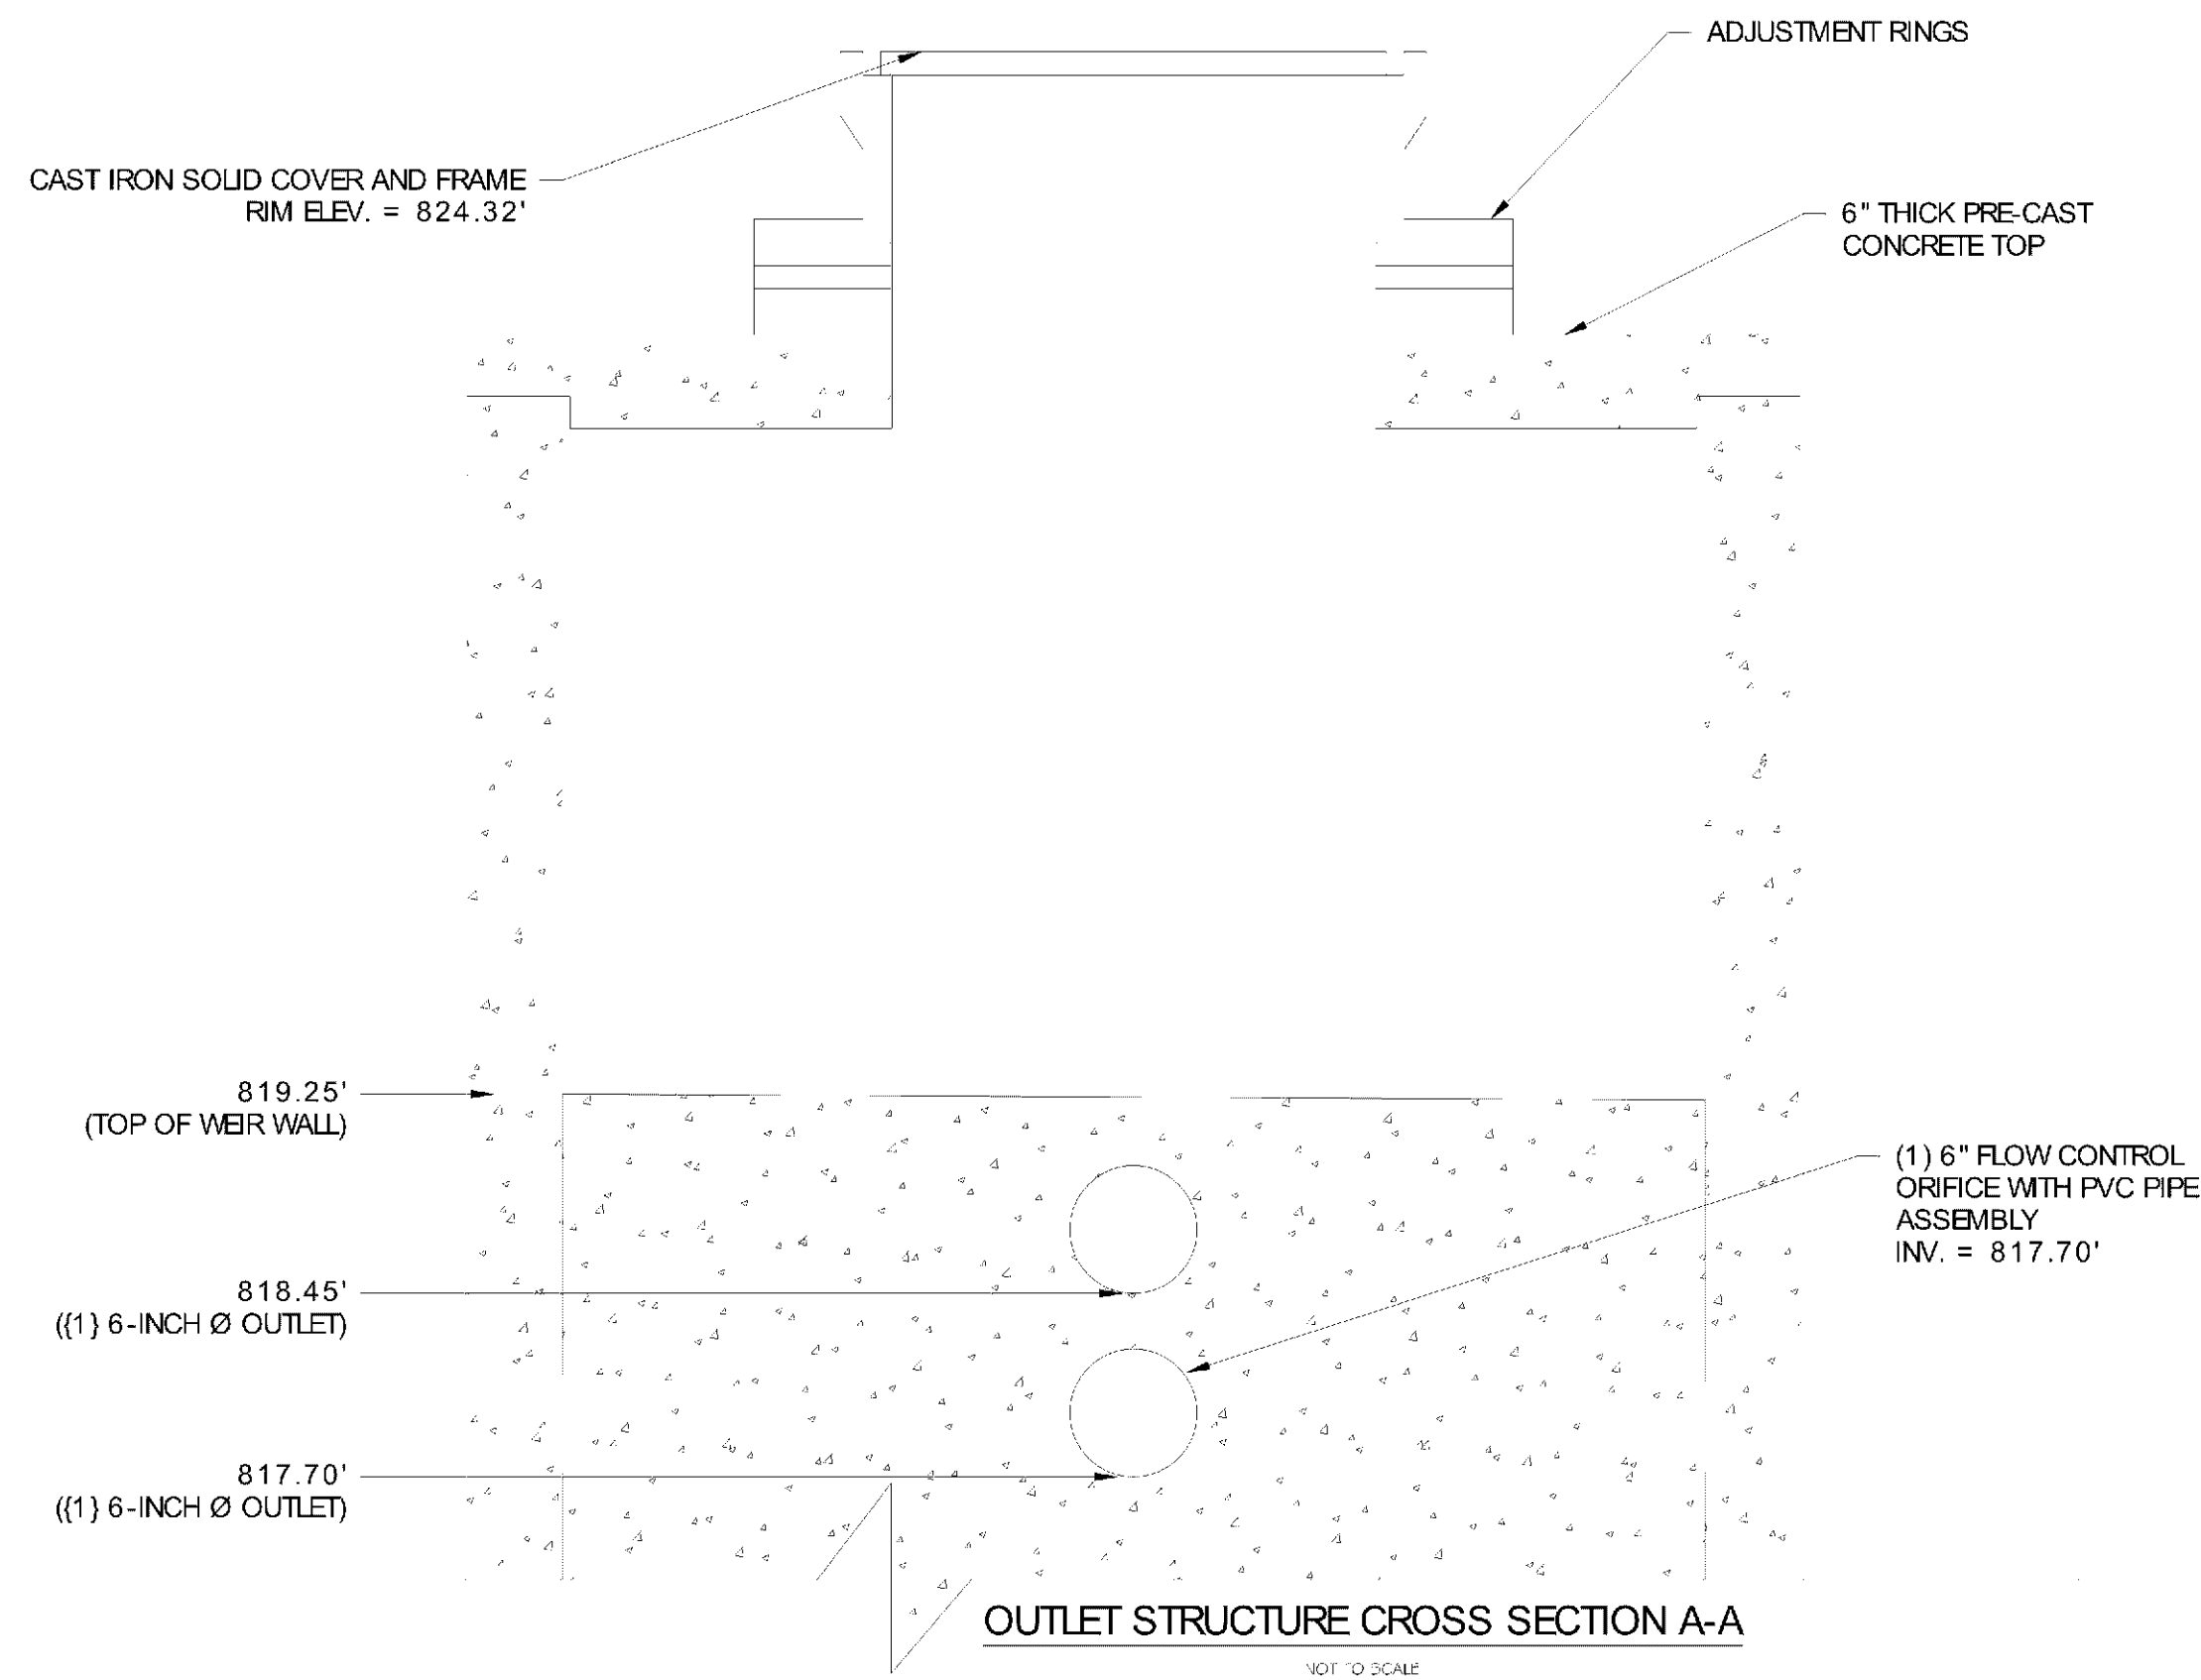 ADJUSTMENT RINGS
CAST IRON SOLID COVER AND FRAME
RIM ELEV. = 824.32'
6" THICK PRE-CAST
CONCRETE TOP
819.25'
(TOP OF WEIR WALL)
(1) 6" FLOW CONTROL
ORIFICE WITH PVC PIPE
ASSEMBLY
INV. = 817.70'
818.45'
({1} 6-INCH Ø OUTLET)
817.70'
({1} 6-INCH Ø OUTLET)
OUTLET STRUCTURE CROSS SECTION A-A
NOT TO SCALE